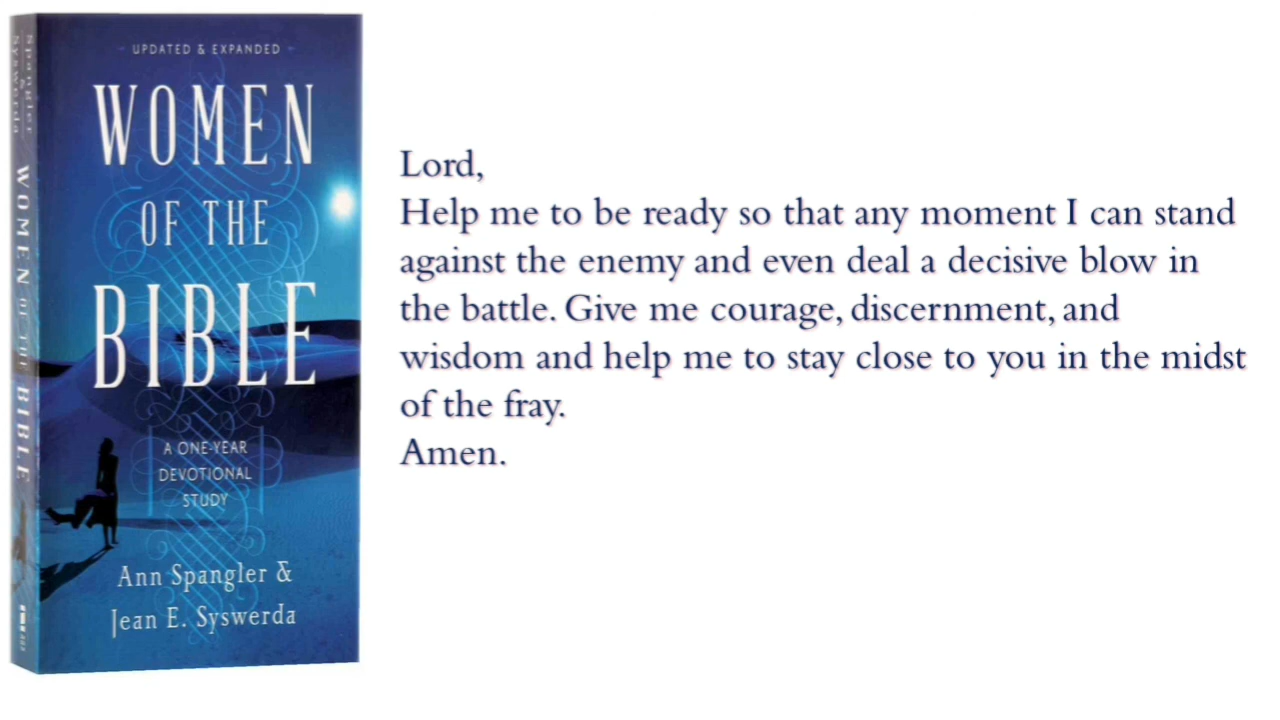 UPDATED & EXPANDED
WOMEN
OF THE
BIBLE
A ONE-YEAR
DEVOTIONAL
STUDY
Ann Spangler &
Jean E. Syswerda
Spangler
&
Syswerda
WOMEN OF THE BIBLE
Lord,
Help me to be ready so that any moment I can stand
against the enemy and even deal a decisive blow in
the battle. Give me courage, discernment, and
wisdom and help me to stay close to you in the midst
of the fray.
Amen.